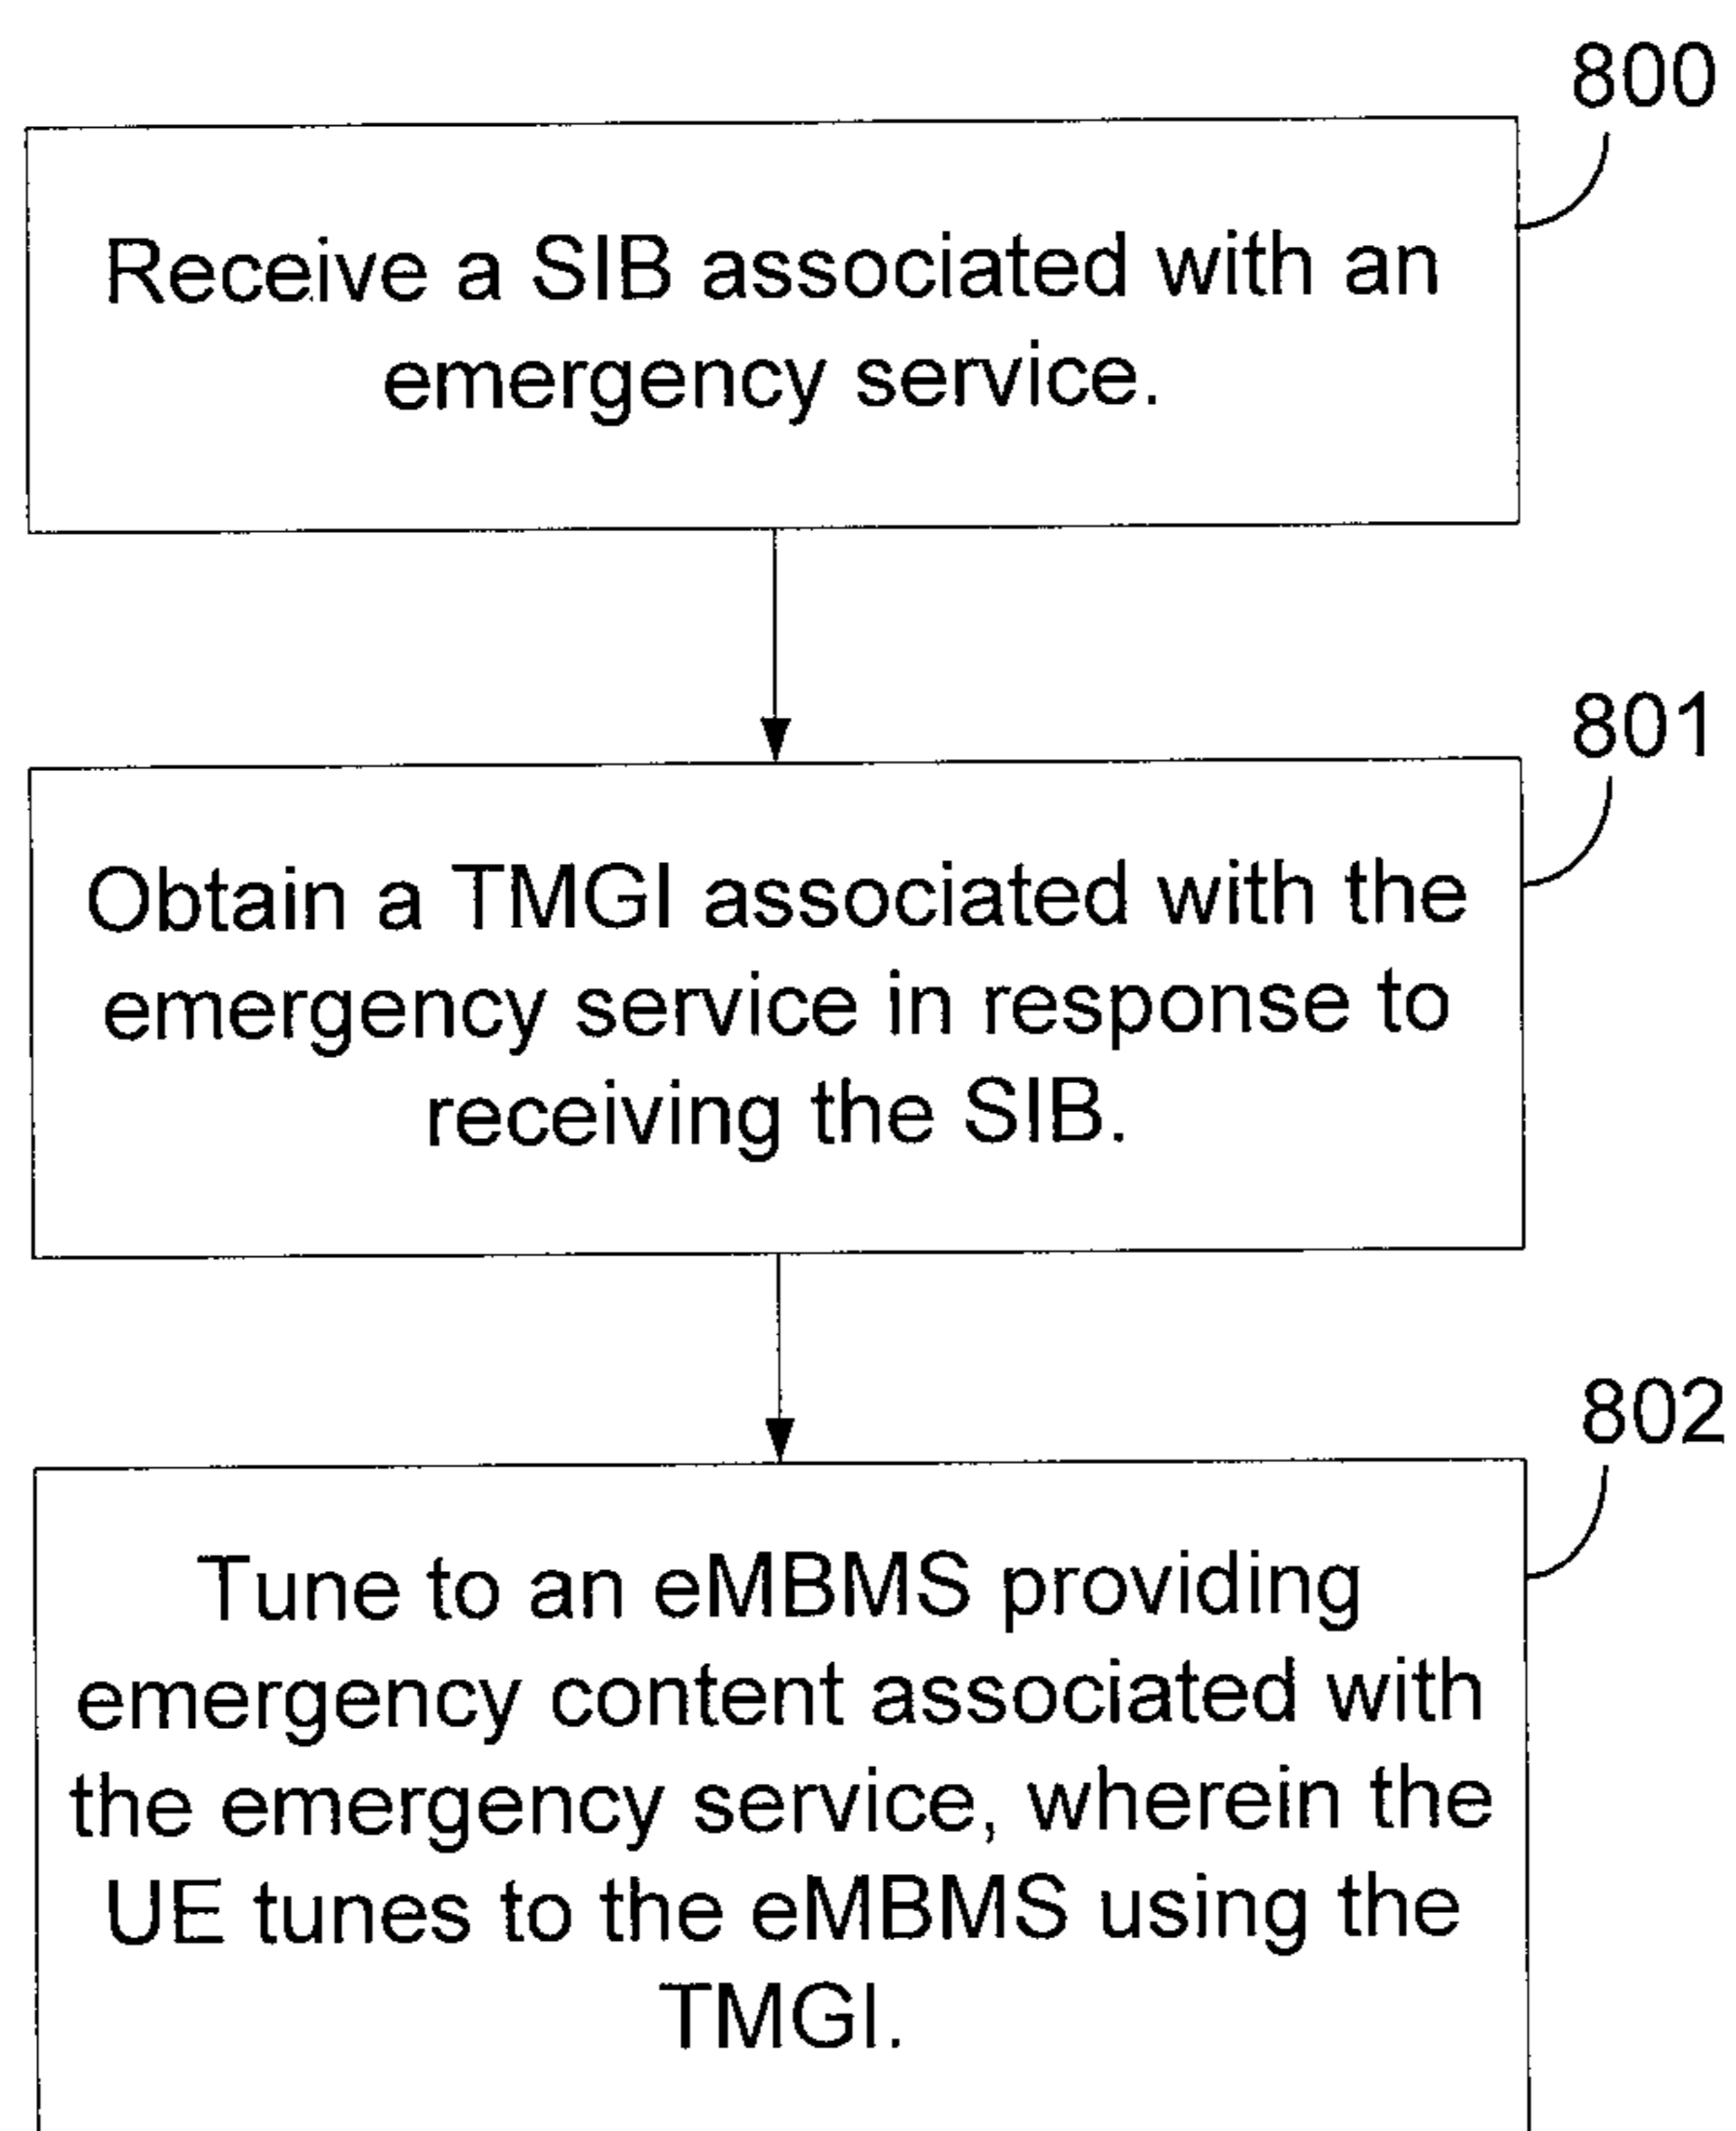 800
Receive a SIB associated with an
emergency service.
801
Obtain a TMGI associated with the
emergency service in response to
receiving the SIB.
802
Tune to an eMBMS providing
emergency content associated with
the emergency service, wherein the
UE tunes to the eMBMS using the
TMGI.